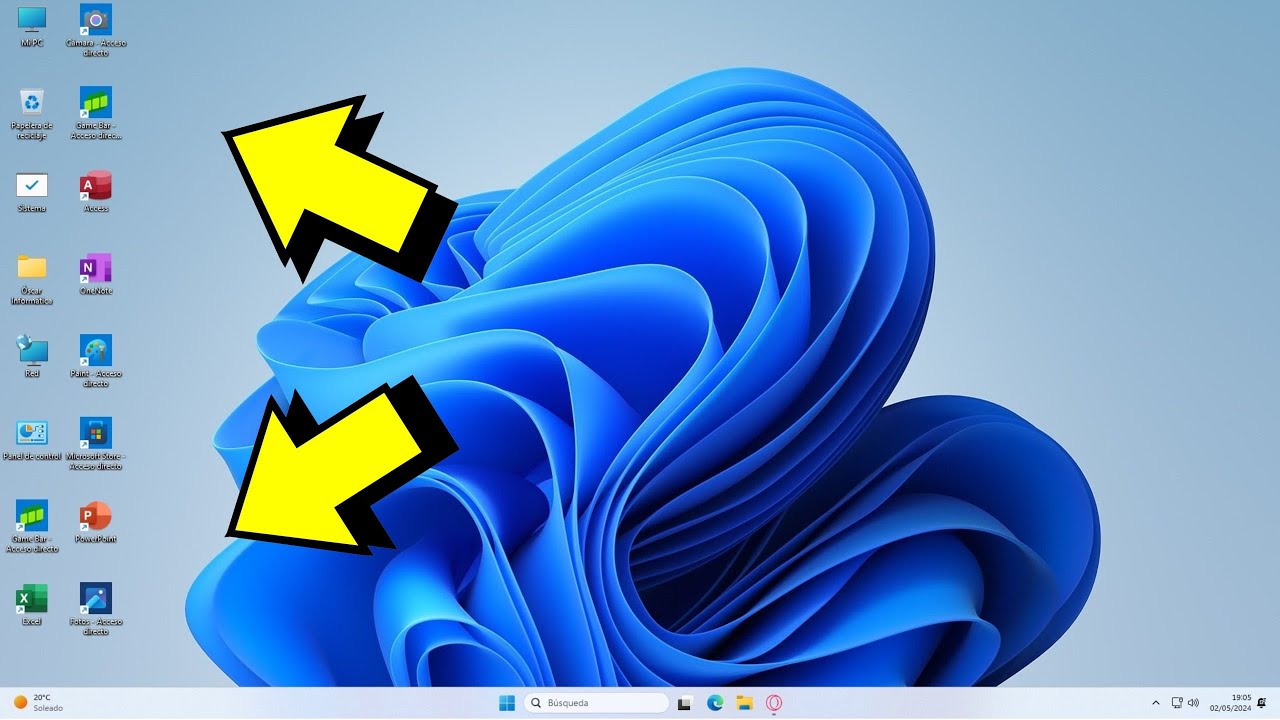 Mi PC
Cámara - Acceso
directo
Papelera de
reciclaje
Game Bar -
Acceso direc...
Sistema
Access
Óscar
Informática
OneNote
Red
Paint - Acceso
directo
Panel de control
Microsoft Store -
Acceso directo
Game Bar -
Acceso directo
PowerPoint
Excel
Fotos - Acceso
directo
20°C
Soleado
Búsqueda
19:05
02/05/2024